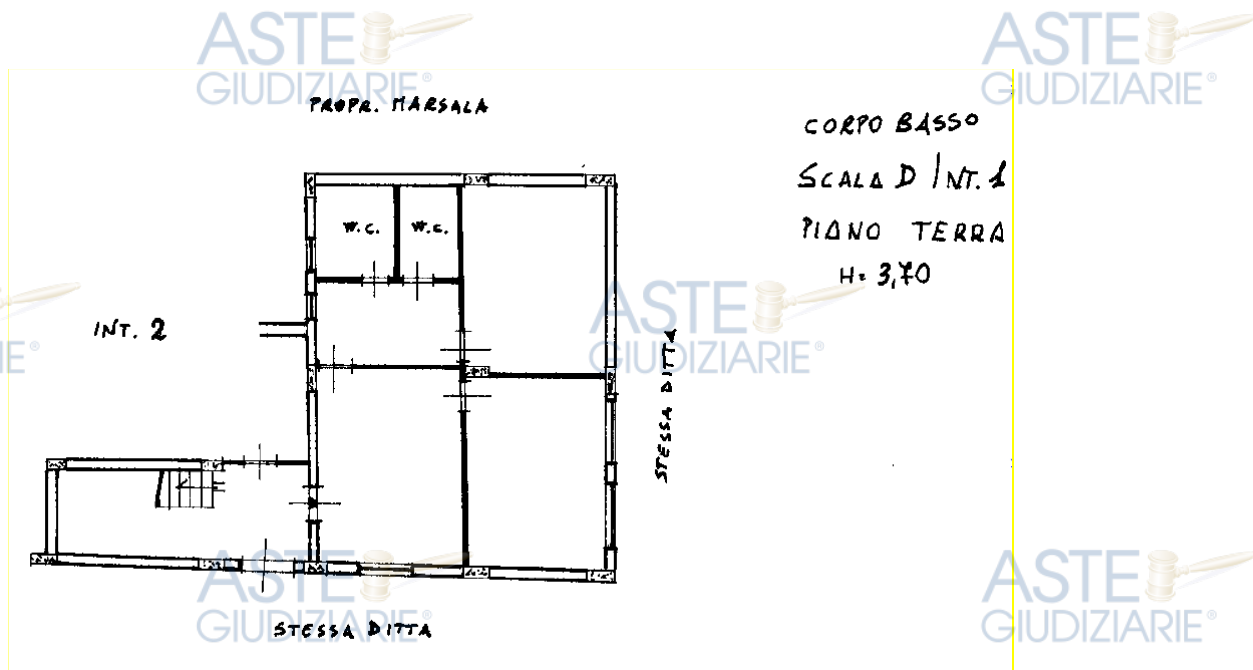 ASTE
GIUDIZIARIE®
ASTE
GIUDIZIARIE®
PROPR. MARSALA
CORPO BASSO
SCALA D INT. 1
PIANO TERRA
H= 3,70
W.C. W.C.
INT. 2
IE®
ASTE
GIUDIZIARIE®
STESSA DITTA
ASTE
GIUDIZIARIE®
ASTE
GIUDIZIARIE®
STESSA DITTA